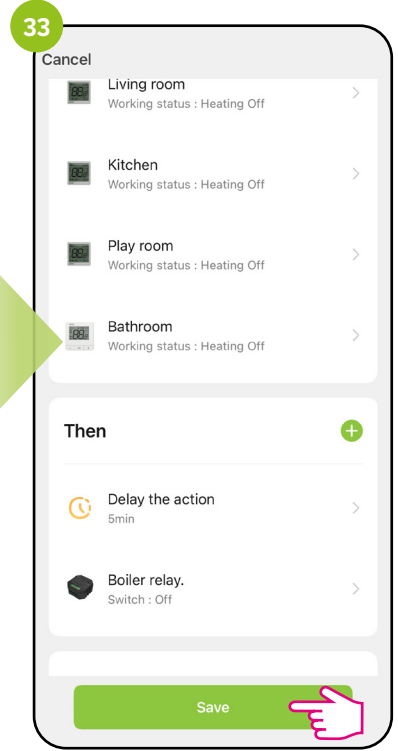 33
Cancel
Living room
Working status : Heating Off
Kitchen
Working status : Heating Off
Play room
Working status : Heating Off
Bathroom
Working status : Heating Off
Then
Delay the action
5min
Boiler relay.
Switch : Off
Save